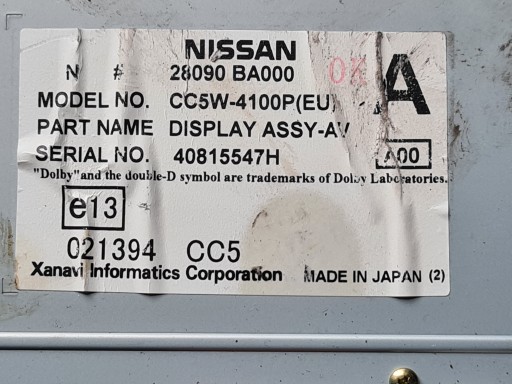 NISSAN
N # 28090 BA000
A
MODEL NO. CC5W-4100P(EU)
PART NAME DISPLAY ASSY-AV
SERIAL NO. 40815547H
A00
"Dolby"and the double-D symbol are trademarks of Dolby Laboratories.
e13
021394 CC5
Xanavi Informatics Corporation MADE IN JAPAN (2)